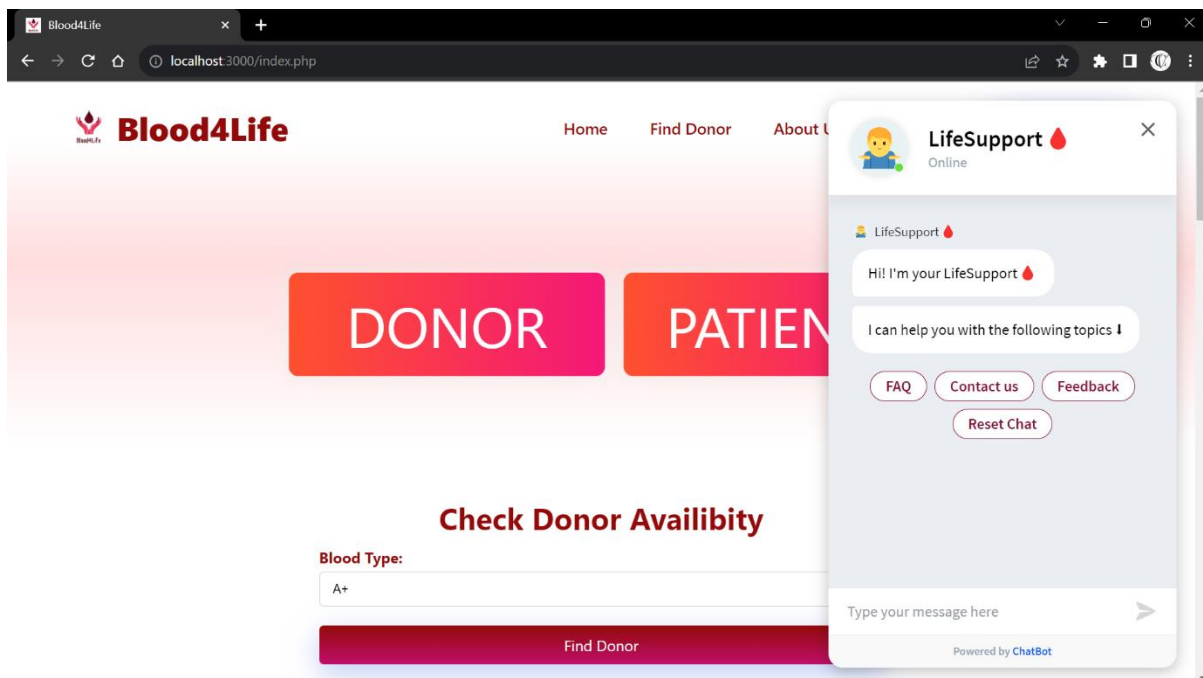 Blood4Life
localhost:3000/index.php
Blood4Life
Home Find Donor About U
DONOR
PATIEN
Check Donor Availibity
Blood Type:
A+
Find Donor
LifeSupport
Online
LifeSupport
Hi! I'm your LifeSupport
I can help you with the following topics
FAQ Contact us Feedback
Reset Chat
Type your message here
Powered by ChatBot